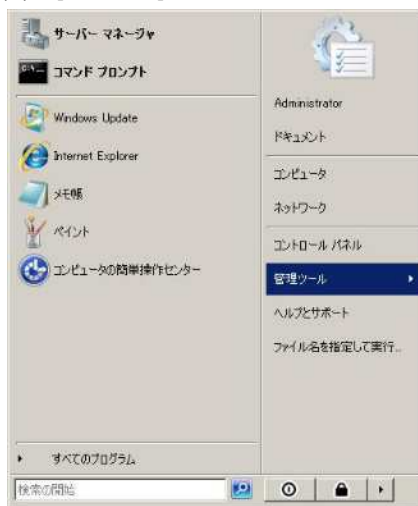 サーバー マネージャ
コマンド プロンプト
Windows Update
Internet Explorer
メモ帳
ペイント
コンピュータの簡単操作センター
すべてのプログラム
検索の開始
Administrator
ドキュメント
コンピュータ
ネットワーク
コントロール パネル
管理ツール
ヘルプとサポート
ファイル名を指定して実行...